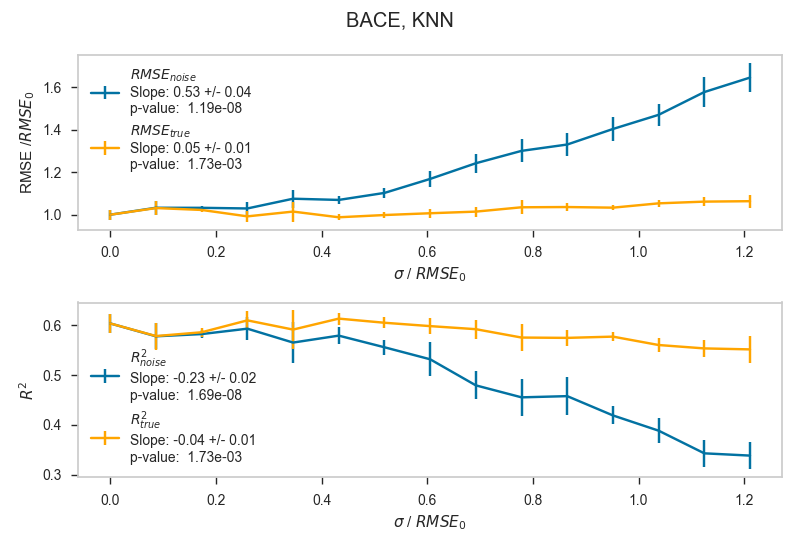 BACE, KNN
RMSE /RMSE₀
1.6
1.4
1.2
1.0
RMSE_noise
Slope: 0.53 +/- 0.04
p-value:  1.19e-08
RMSE_true
Slope: 0.05 +/- 0.01
p-value:  1.73e-03
0.0 0.2 0.4 0.6 0.8 1.0 1.2
σ / RMSE₀
R²
0.6
0.5
0.4
0.3
R²_noise
Slope: -0.23 +/- 0.02
p-value:  1.69e-08
R²_true
Slope: -0.04 +/- 0.01
p-value:  1.73e-03
0.0 0.2 0.4 0.6 0.8 1.0 1.2
σ / RMSE₀